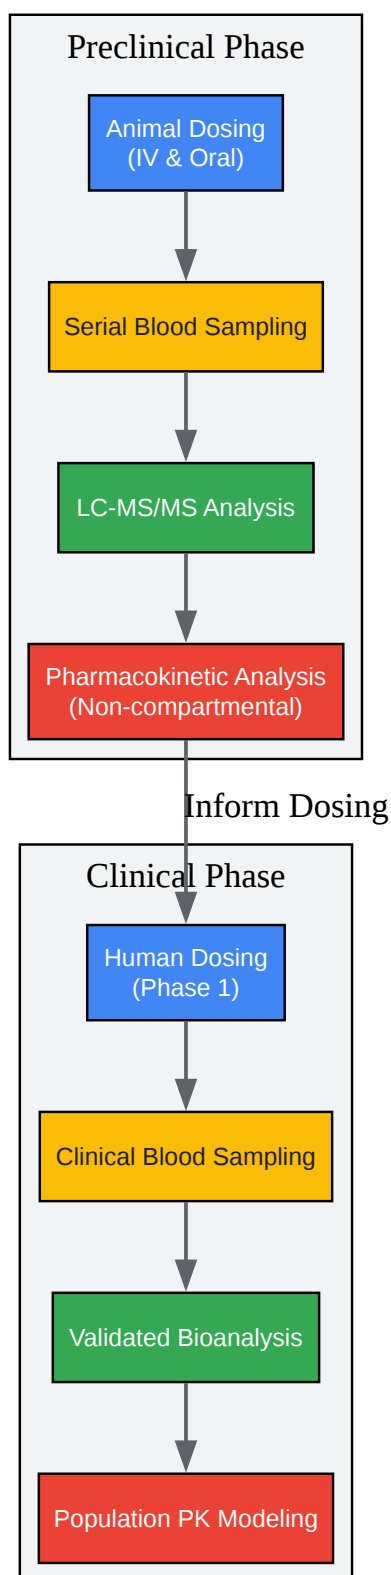 Preclinical Phase
Animal Dosing
(IV & Oral)
Serial Blood Sampling
LC-MS/MS Analysis
Pharmacokinetic Analysis
(Non-compartmental)
Inform Dosing
Clinical Phase
Human Dosing
(Phase 1)
Clinical Blood Sampling
Validated Bioanalysis
Population PK Modeling